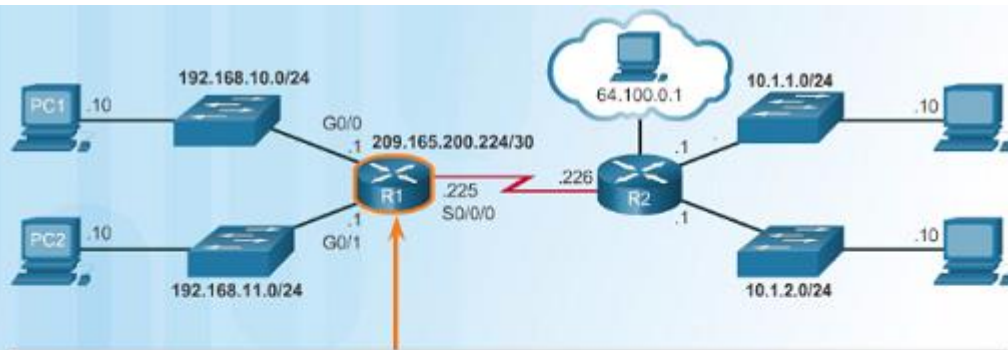 192.168.10.0/24
PC1
.10
G0/0
.1
209.165.200.224/30
R1
.225
S0/0/0
.1
G0/1
PC2
.10
192.168.11.0/24
64.100.0.1
.226
R2
10.1.1.0/24
.10
.1
.1
.10
10.1.2.0/24